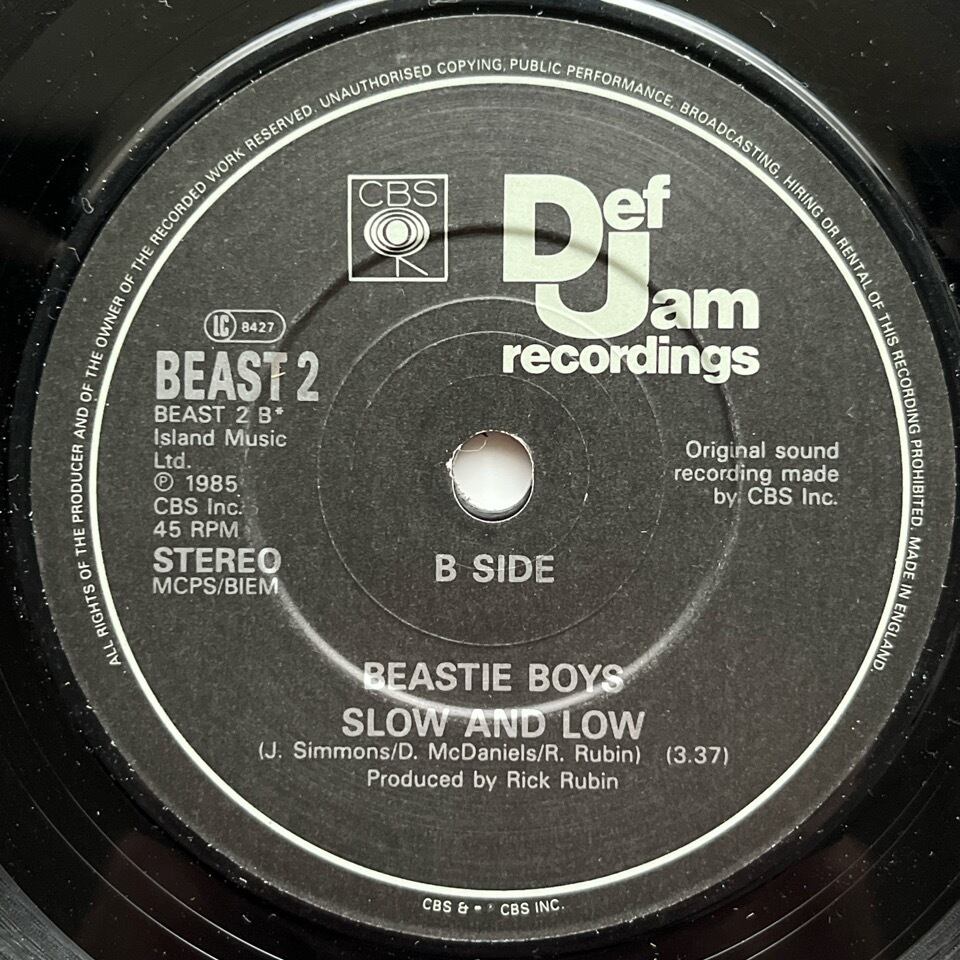 ALL RIGHTS OF THE PRODUCER AND OF THE OWNER OF THE RECORDED WORK RESERVED. UNAUTHORISED COPYING, PUBLIC PERFORMANCE, BROADCASTING, HIRING OR RENTAL OF THIS RECORDING PROHIBITED. MADE IN ENGLAND.
CBS
Def
Jam
recordings
LC 8427
BEAST 2
BEAST 2 B*
Island Music
Ltd.
℗ 1985
CBS Inc.
45 RPM
STEREO
MCPS/BIEM
Original sound
recording made
by CBS Inc.
B SIDE
BEASTIE BOYS
SLOW AND LOW
(J. Simmons/D. McDaniels/R. Rubin) (3.37)
Produced by Rick Rubin
CBS & CBS INC.